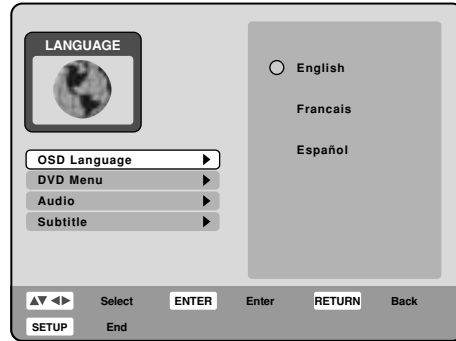 LANGUAGE
OSD Language
DVD Menu
Audio
Subtitle
English
Francais
Español
Select ENTER Enter RETURN Back
SETUP End